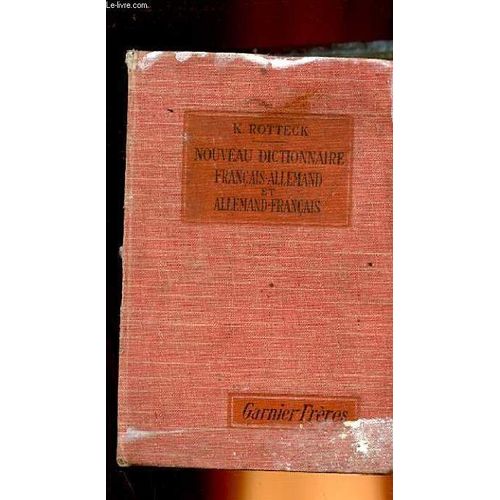 Le-livre.com
K. ROTTECK
NOUVEAU DICTIONNAIRE
FRANÇAIS-ALLEMAND
ET
ALLEMAND-FRANÇAIS
Garnier Frères